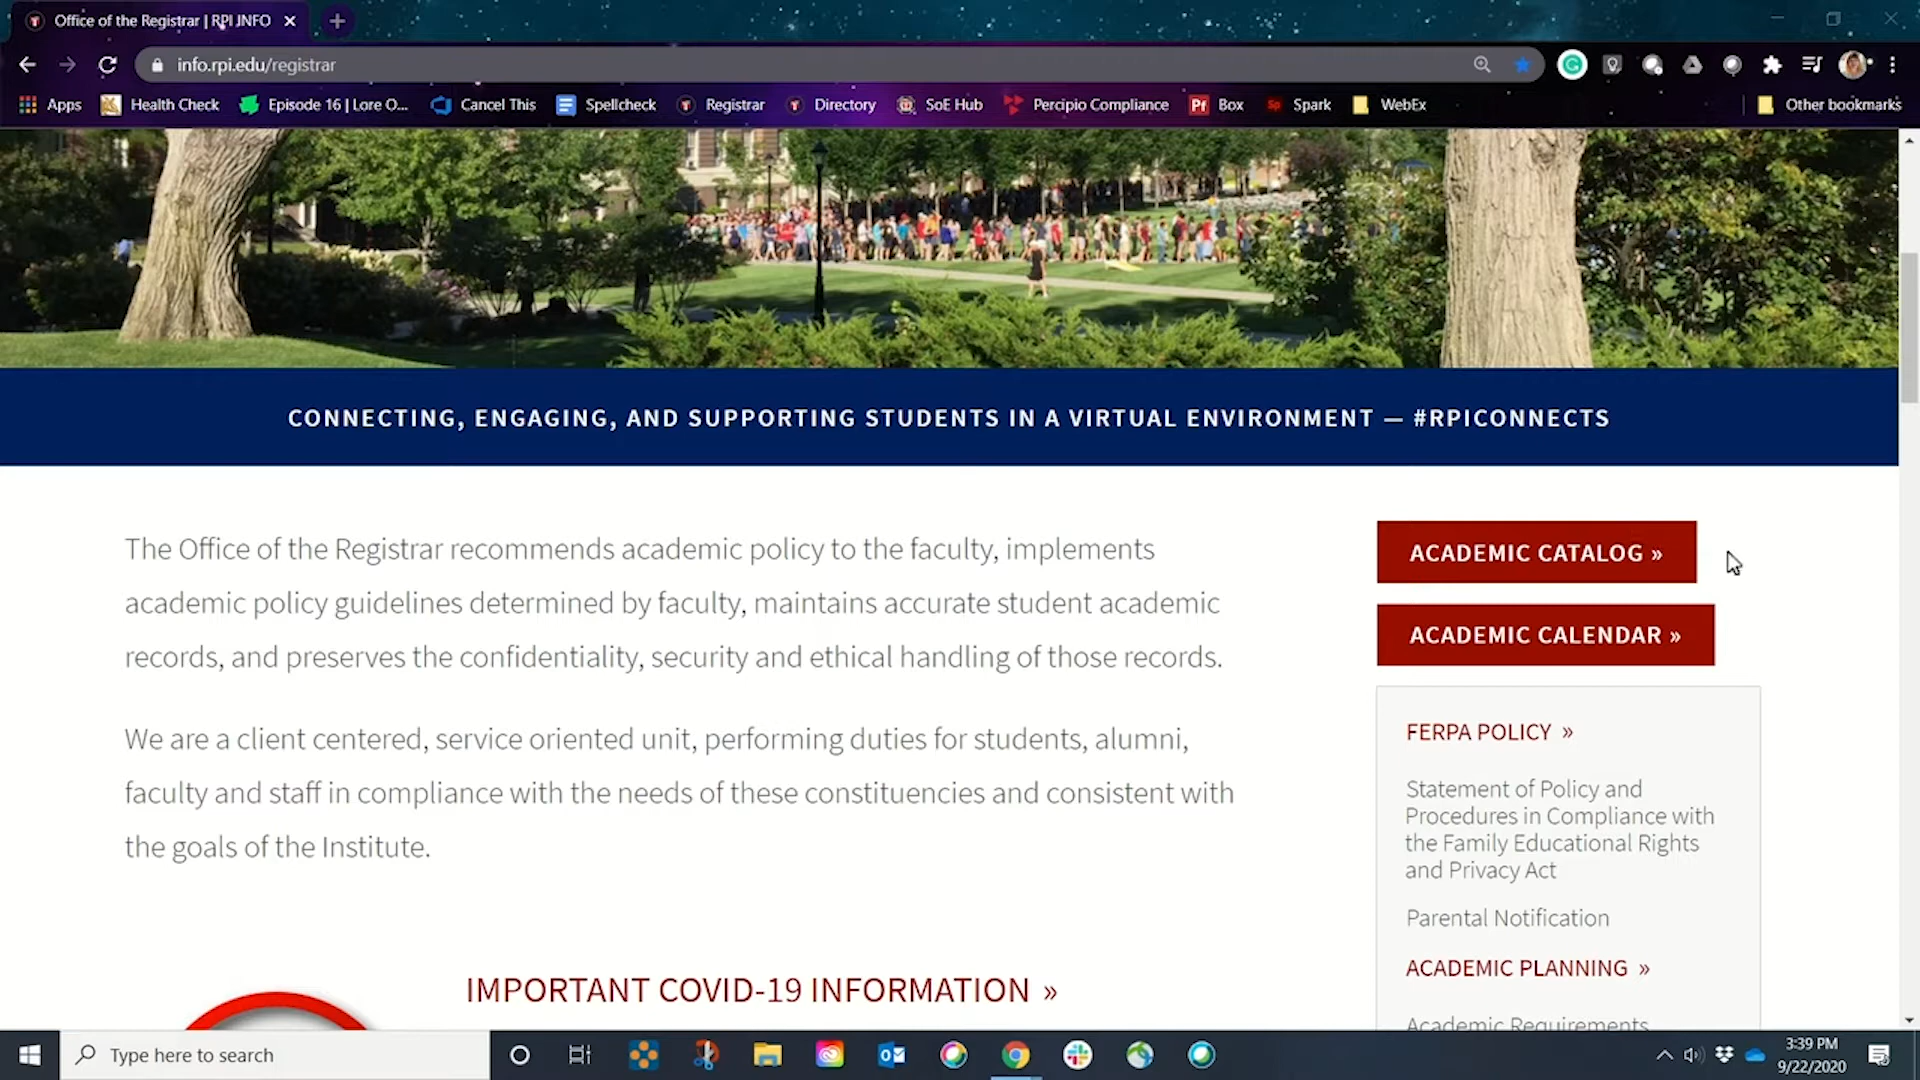 Office of the Registrar | RPI INFO
info.rpi.edu/registrar
Apps Health Check Episode 16 | Lore O... Cancel This Spellcheck Registrar Directory SoE Hub Percipio Compliance Pf Box Sp Spark WebEx Other bookmarks
CONNECTING, ENGAGING, AND SUPPORTING STUDENTS IN A VIRTUAL ENVIRONMENT — #RPICONNECTS
The Office of the Registrar recommends academic policy to the faculty, implements
academic policy guidelines determined by faculty, maintains accurate student academic
records, and preserves the confidentiality, security and ethical handling of those records.
We are a client centered, service oriented unit, performing duties for students, alumni,
faculty and staff in compliance with the needs of these constituencies and consistent with
the goals of the Institute.
IMPORTANT COVID-19 INFORMATION »
ACADEMIC CATALOG »
ACADEMIC CALENDAR »
FERPA POLICY »
Statement of Policy and
Procedures in Compliance with
the Family Educational Rights
and Privacy Act
Parental Notification
ACADEMIC PLANNING »
Academic Requirements
Type here to search
3:39 PM
9/22/2020